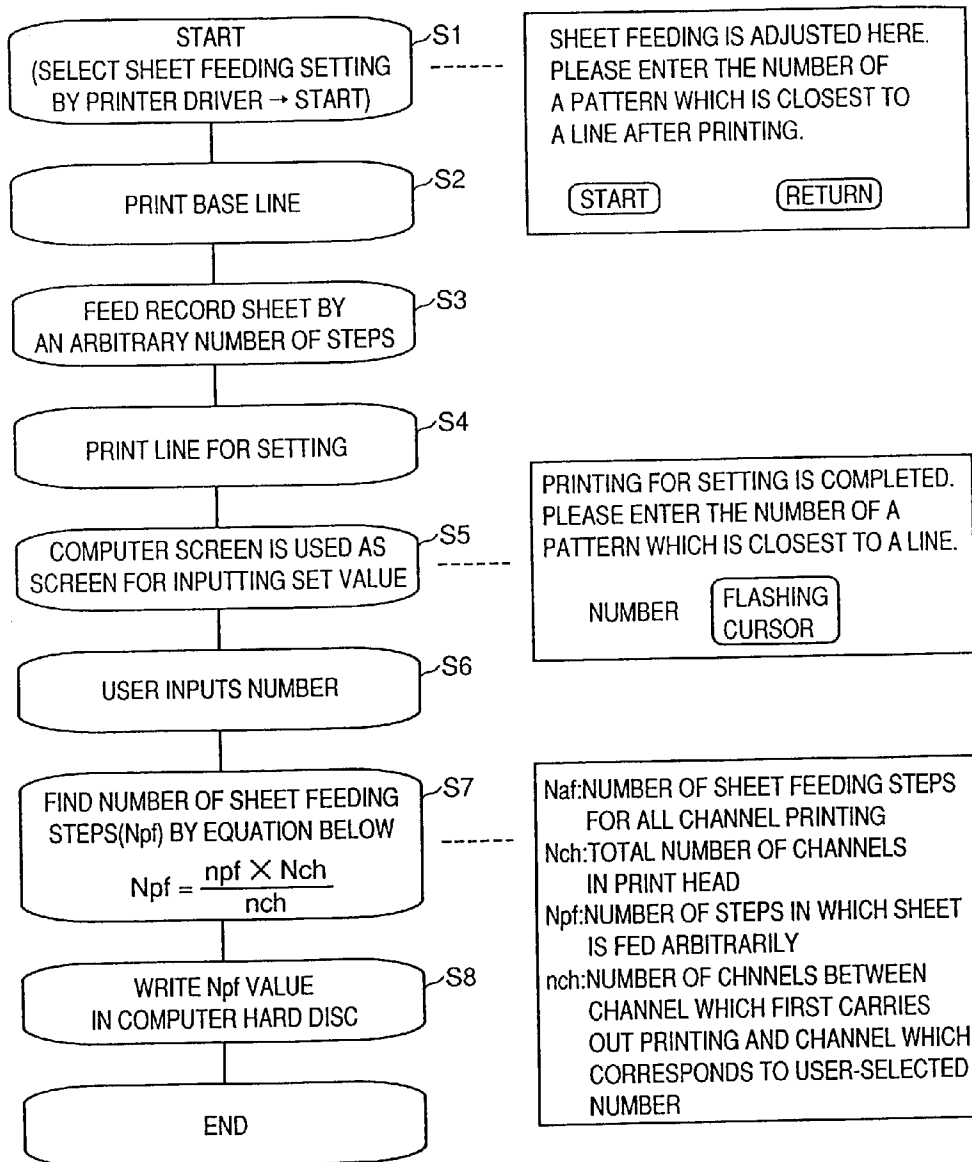 START
(SELECT SHEET FEEDING SETTING
BY PRINTER DRIVER → START)
S1
SHEET FEEDING IS ADJUSTED HERE.
PLEASE ENTER THE NUMBER OF
A PATTERN WHICH IS CLOSEST TO
A LINE AFTER PRINTING.
START RETURN
PRINT BASE LINE
S2
FEED RECORD SHEET BY
AN ARBITRARY NUMBER OF STEPS
S3
PRINT LINE FOR SETTING
S4
COMPUTER SCREEN IS USED AS
SCREEN FOR INPUTTING SET VALUE
S5
PRINTING FOR SETTING IS COMPLETED.
PLEASE ENTER THE NUMBER OF A
PATTERN WHICH IS CLOSEST TO A LINE.
NUMBER
FLASHING
CURSOR
USER INPUTS NUMBER
S6
FIND NUMBER OF SHEET FEEDING
STEPS(Npf) BY EQUATION BELOW
Npf = npf × Nch
nch
S7
Naf:NUMBER OF SHEET FEEDING STEPS
FOR ALL CHANNEL PRINTING
Nch:TOTAL NUMBER OF CHANNELS
IN PRINT HEAD
Npf:NUMBER OF STEPS IN WHICH SHEET
IS FED ARBITRARILY
nch:NUMBER OF CHNNELS BETWEEN
CHANNEL WHICH FIRST CARRIES
OUT PRINTING AND CHANNEL WHICH
CORRESPONDS TO USER-SELECTED
NUMBER
WRITE Npf VALUE
IN COMPUTER HARD DISC
S8
END